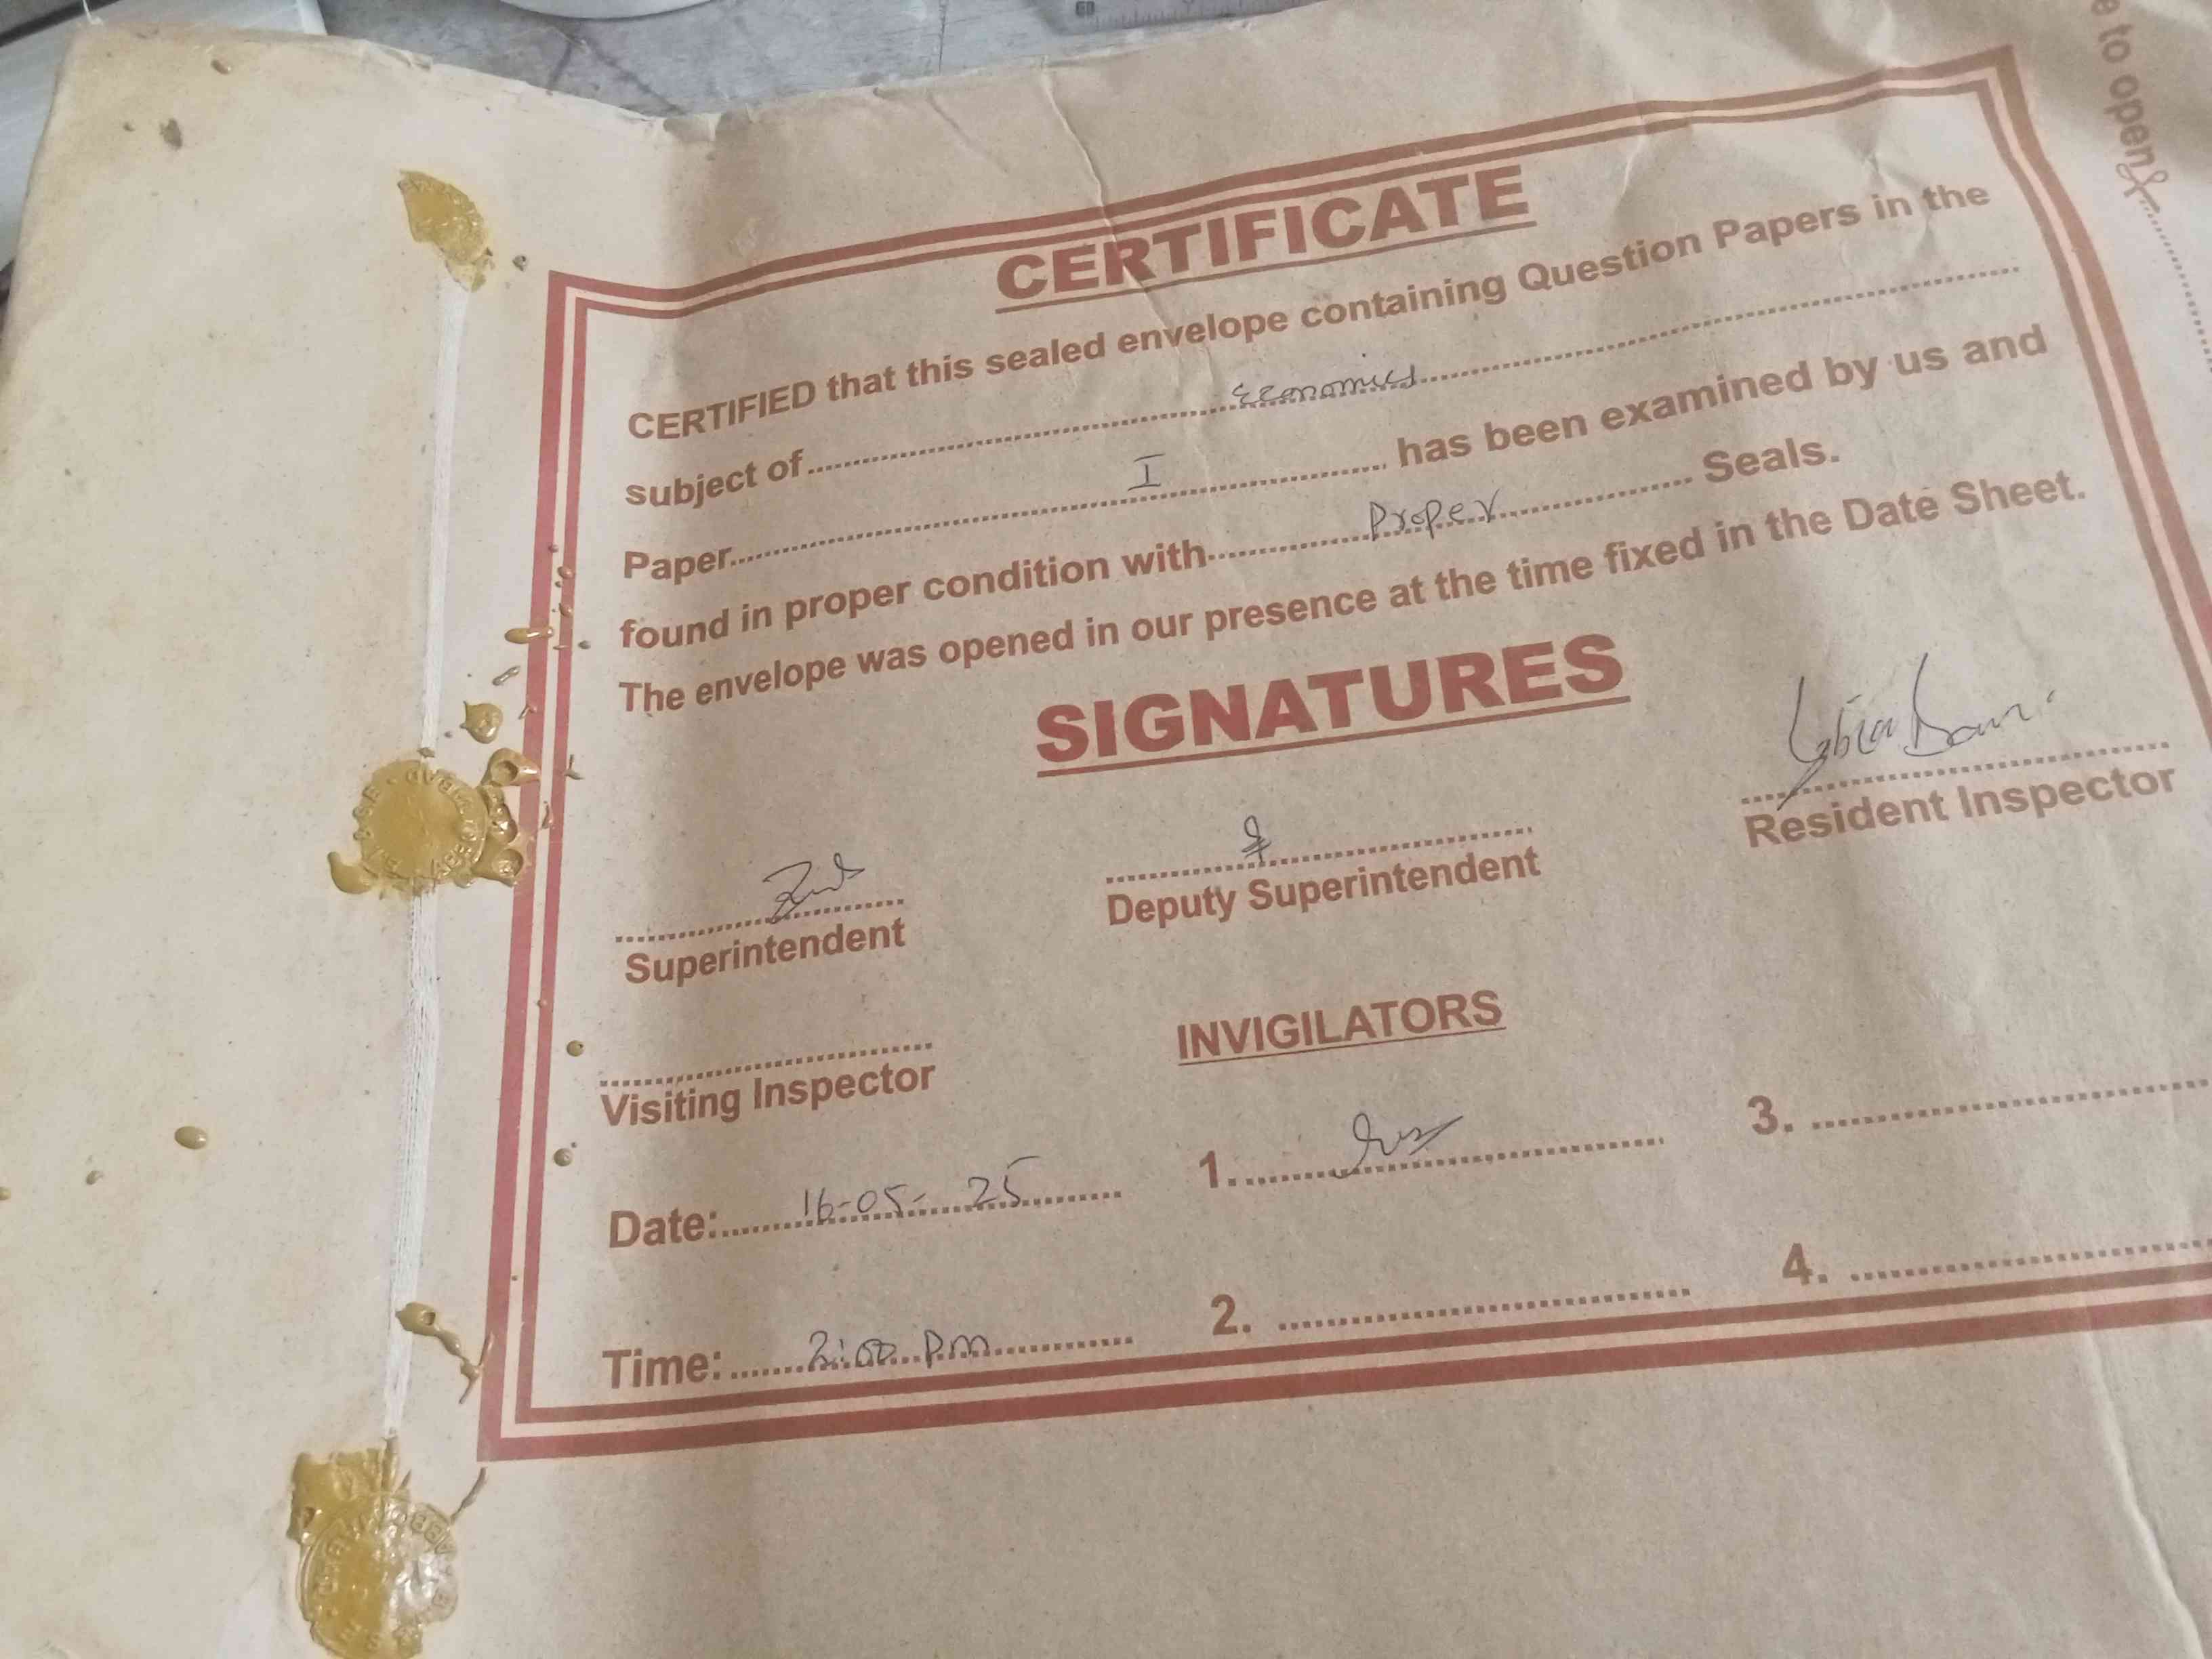 e to open
CERTIFICATE
CERTIFIED that this sealed envelope containing Question Papers in the
subject of.......... Economics ..........
Paper.......... I .......... has been examined by us and
found in proper condition with.......... Proper .......... Seals.
The envelope was opened in our presence at the time fixed in the Date Sheet.
SIGNATURES
Superintendent
Deputy Superintendent
Resident Inspector
Visiting Inspector
INVIGILATORS
Date:.......... 16-05-25 ..........
1. ..........
3. ..........
Time:.......... 2:00 Pm ..........
2. ..........
4. ..........
60